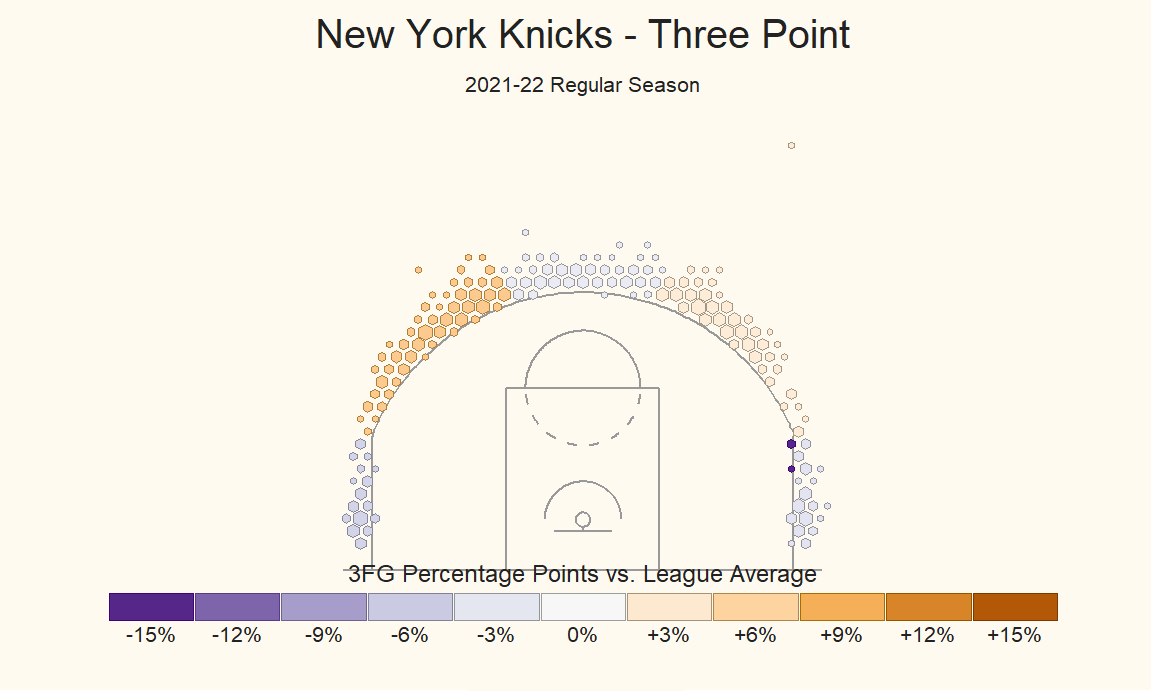 New York Knicks - Three Point
2021-22 Regular Season
3FG Percentage Points vs. League Average
-15% -12% -9% -6% -3% 0% +3% +6% +9% +12% +15%